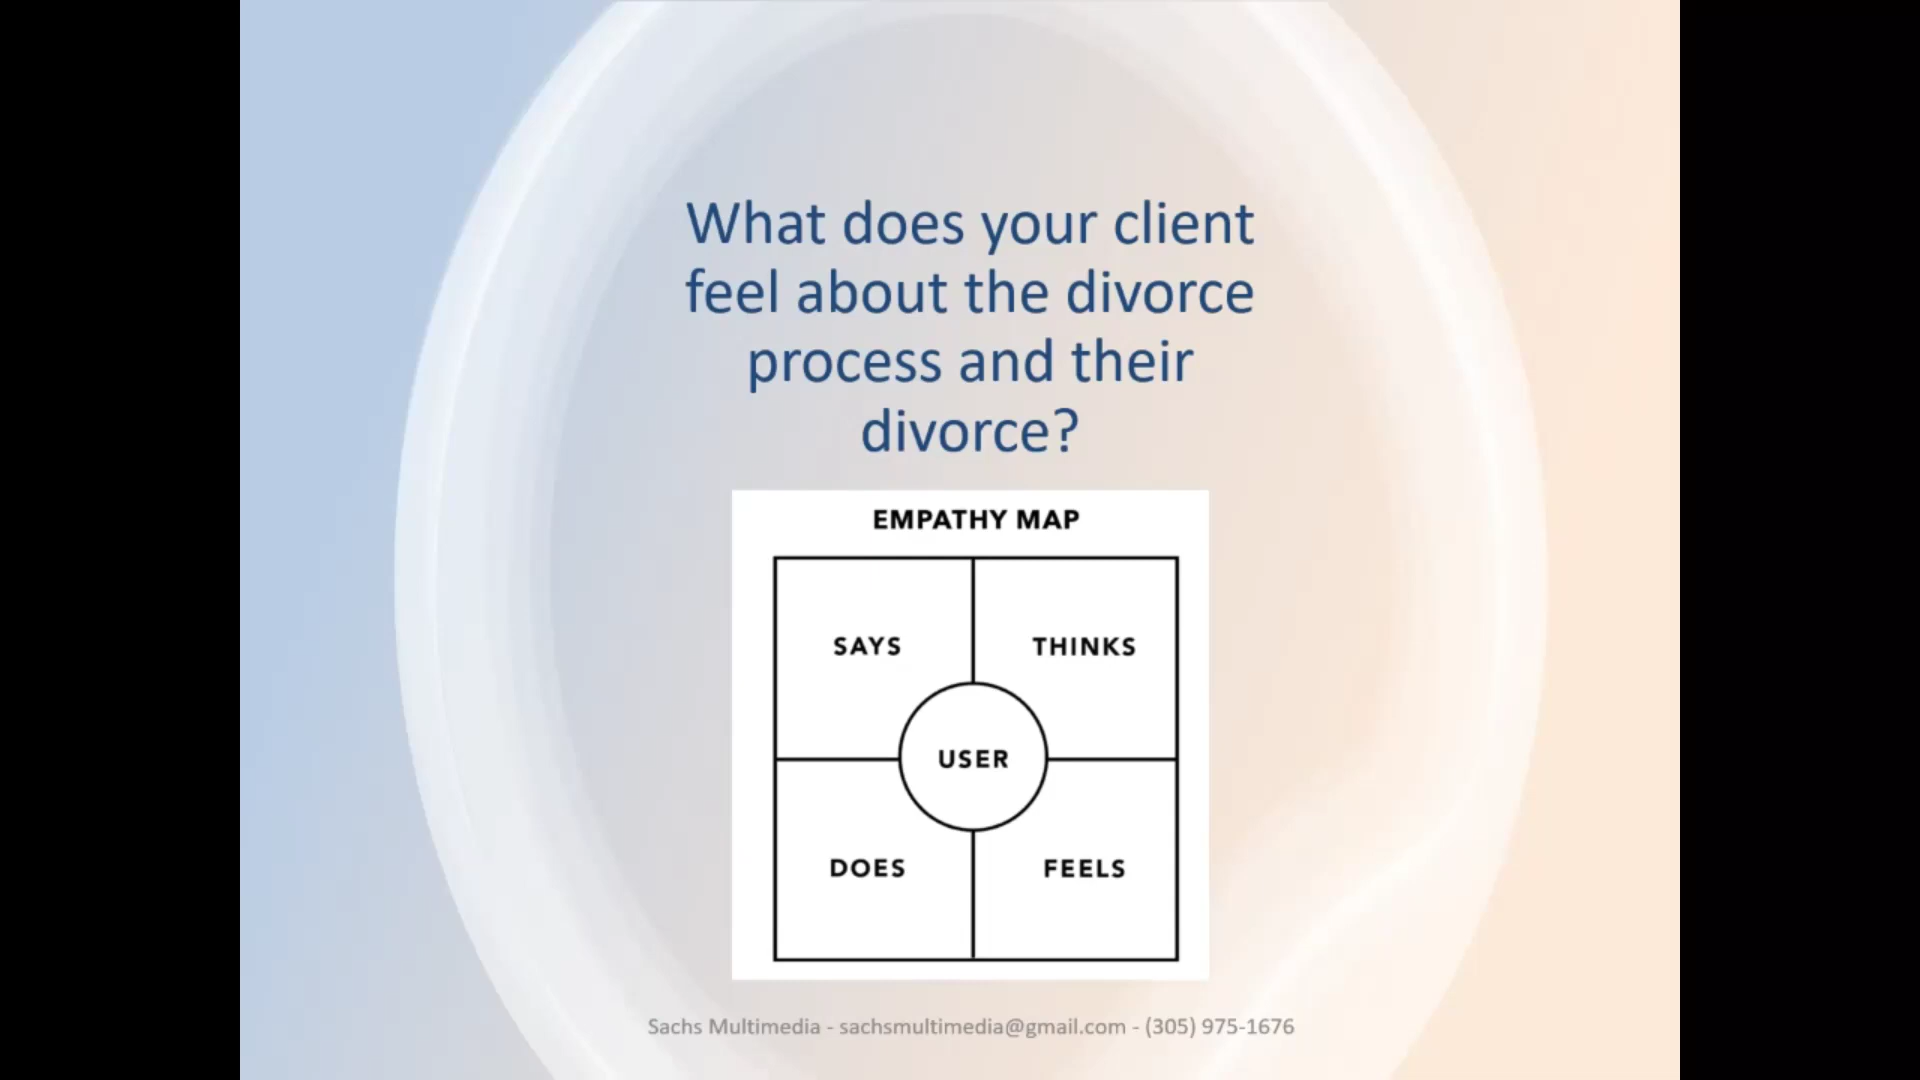 What does your client
feel about the divorce
process and their
divorce?
EMPATHY MAP
SAYS
THINKS
USER
DOES
FEELS
Sachs Multimedia - sachsmultimedia@gmail.com - (305) 975-1676